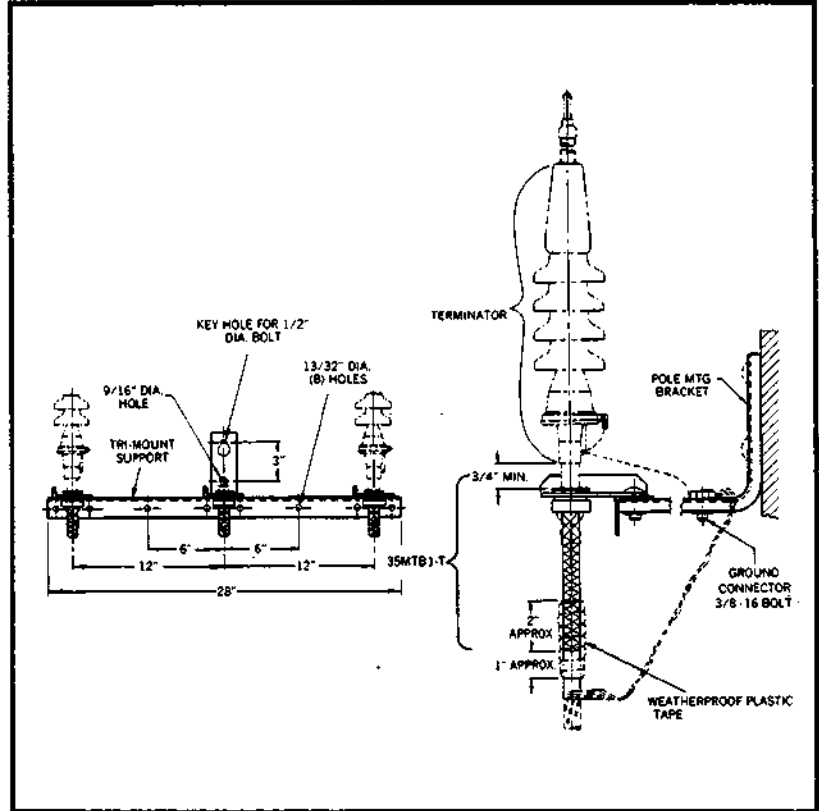 KEY HOLE FOR 1/2"
DIA. BOLT
9/16" DIA.
HOLE
13/32" DIA.
(8) HOLES
TRI-MOUNT
SUPPORT
3"
6"
6"
12"
12"
28"
TERMINATOR
POLE MTG
BRACKET
3/4" MIN.
35MTB1-T
GROUND
CONNECTOR
3/8-16 BOLT
2"
APPROX
1" APPROX.
WEATHERPROOF PLASTIC
TAPE